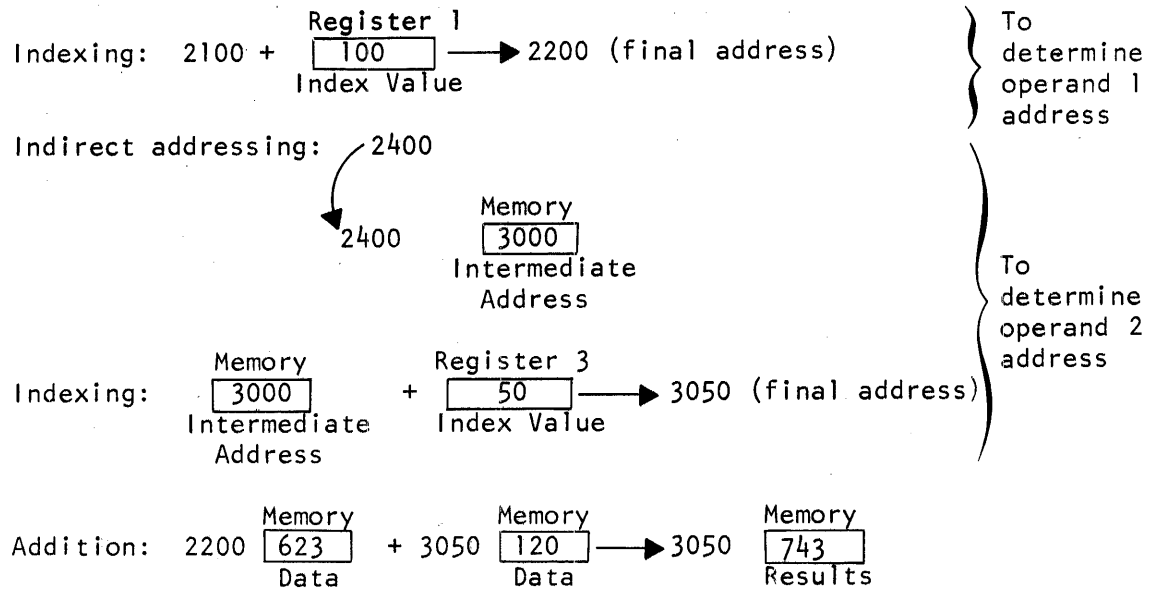 Register 1
Indexing: 2100 + 100 2200 (final address)
Index Value
To
determine
operand 1
address
Indirect addressing: 2400
Memory
2400 3000
Intermediate
Address
To
determine
operand 2
address
Memory Register 3
Indexing: 3000 + 50 3050 (final address)
Intermediate Index Value
Address
Memory Memory Memory
Addition: 2200 623 + 3050 120 3050 743
Data Data Results